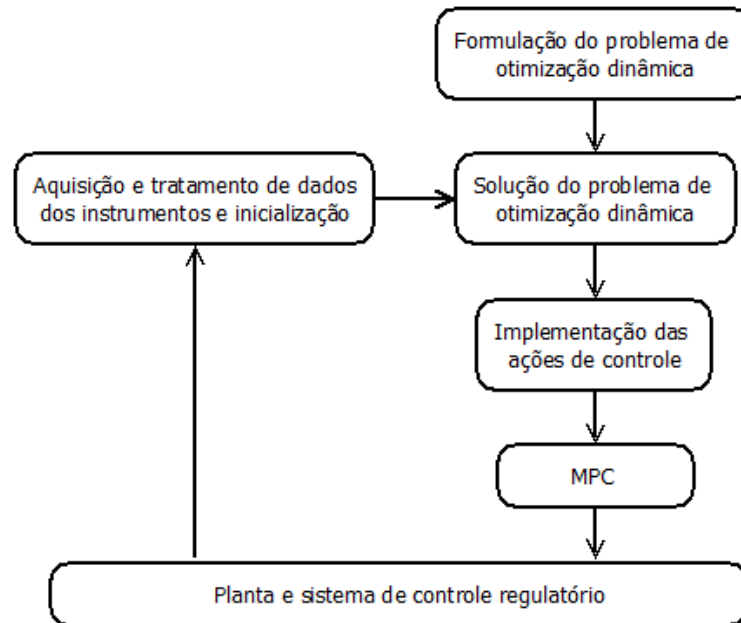 Formulação do problema de
otimização dinâmica
Aquisição e tratamento de dados
dos instrumentos e inicialização
Solução do problema de
otimização dinâmica
Implementação das
ações de controle
MPC
Planta e sistema de controle regulatório